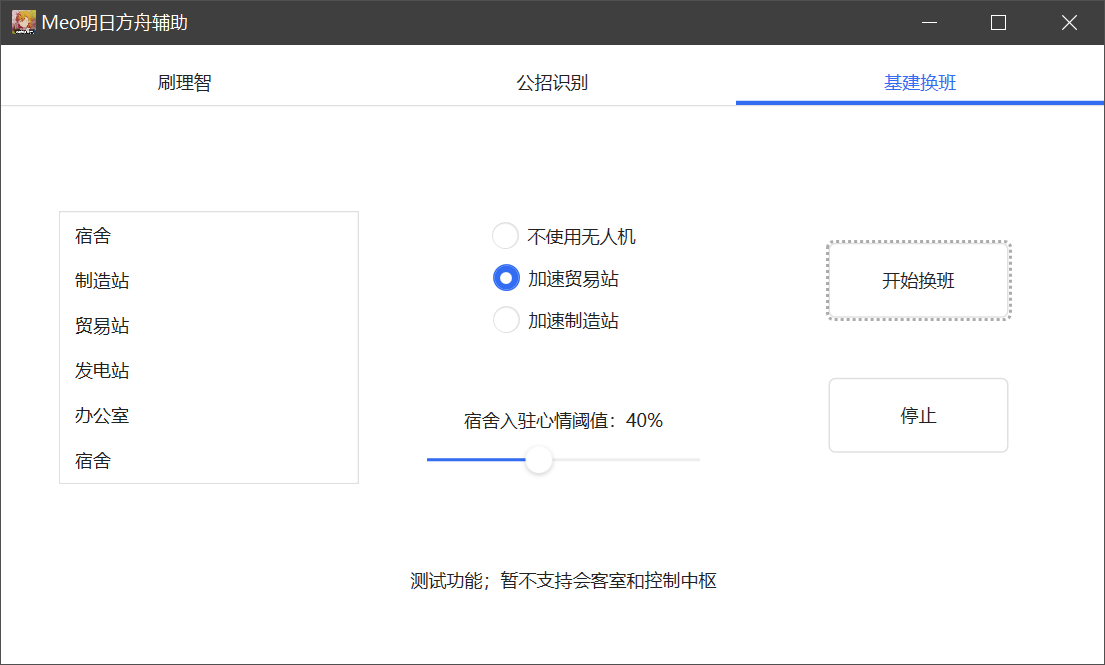 Meo明日方舟辅助
刷理智
公招识别
基建换班
宿舍
制造站
贸易站
发电站
办公室
宿舍
不使用无人机
加速贸易站
加速制造站
宿舍入驻心情阈值：40%
开始换班
停止
测试功能；暂不支持会客室和控制中枢